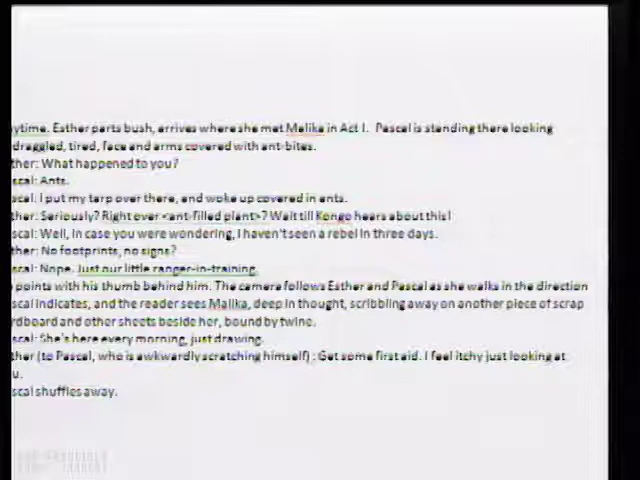 ytime. Esther parts bush, arrives where she met Malika in Act I. Pascal is standing there looking
draggled, tired, face and arms covered with ant-bites.
ther: What happened to you?
scal: Ants.
scal: I put my tarp over there, and woke up covered in ants.
ther: Seriously? Right over <ant-filled plant>? Wait till Kongo hears about this!
scal: Well, in case you were wondering, I haven't seen a rebel in three days.
ther: No footprints, no signs?
scal: Nope. Just our little ranger-in-training.
points with his thumb behind him. The camera follows Esther and Pascal as she walks in the direction
scal indicates, and the reader sees Malika, deep in thought, scribbling away on another piece of scrap
rdboard and other sheets beside her, bound by twine.
scal: She's here every morning, just drawing.
ther (to Pascal, who is awkwardly scratching himself) : Get some first aid. I feel itchy just looking at
u.
scal shuffles away.